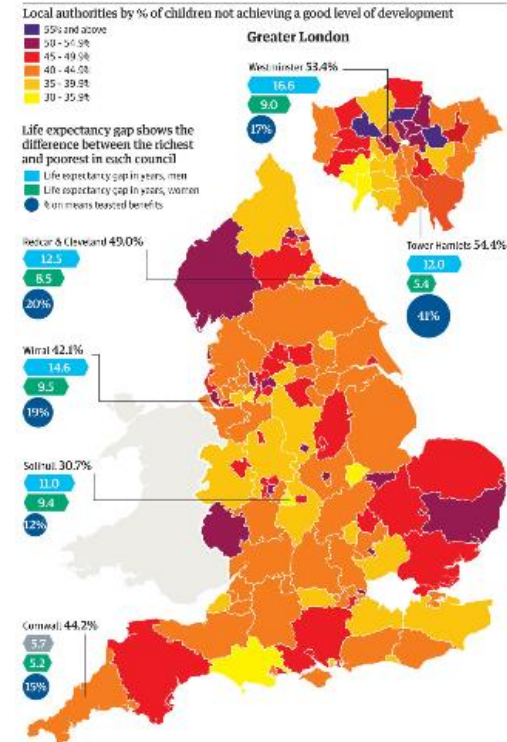 Local authorities by % of children not achieving a good level of development
55% and above
50 - 54.9%
45 - 49.9%
40 - 44.9%
35 - 39.9%
30 - 35.9%
Greater London
Westminster 53.4%
16.6
9.0
17%
Life expectancy gap shows the
difference between the richest
and poorest in each council
Life expectancy gap in years, men
Life expectancy gap in years, women
% on means teasted benefits
Redcar & Cleveland 49.0%
12.5
8.5
20%
Tower Hamlets 54.4%
12.0
5.4
41%
Wirral 42.1%
14.6
9.5
19%
Solihull 30.7%
11.0
9.4
12%
Cornwall 44.2%
5.7
5.2
15%